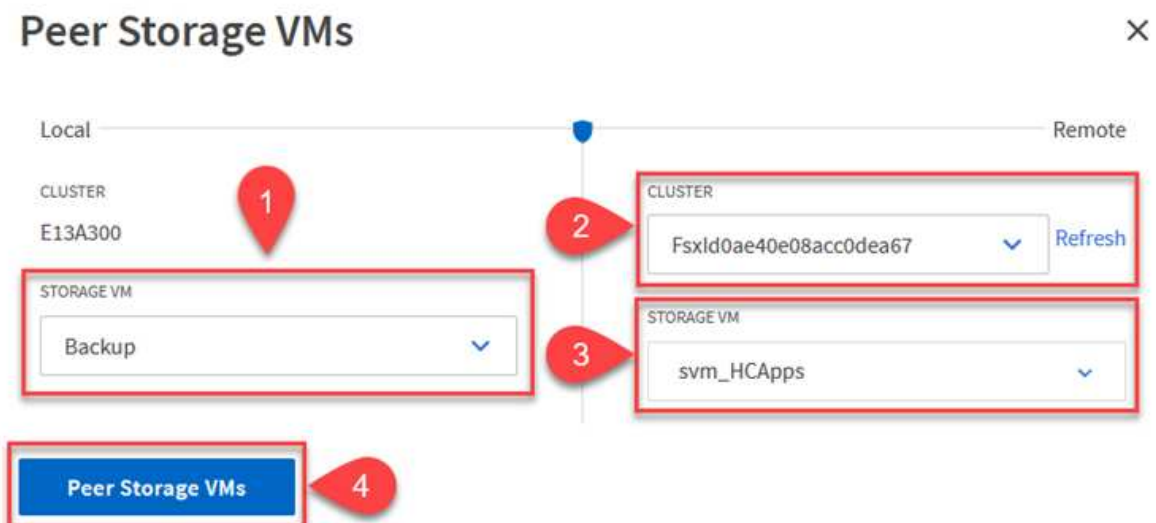 Peer Storage VMs
Local
Remote
CLUSTER
E13A300
1
STORAGE VM
Backup
2
CLUSTER
FsxId0ae40e08acc0dea67
Refresh
3
STORAGE VM
svm_HCApps
Peer Storage VMs
4